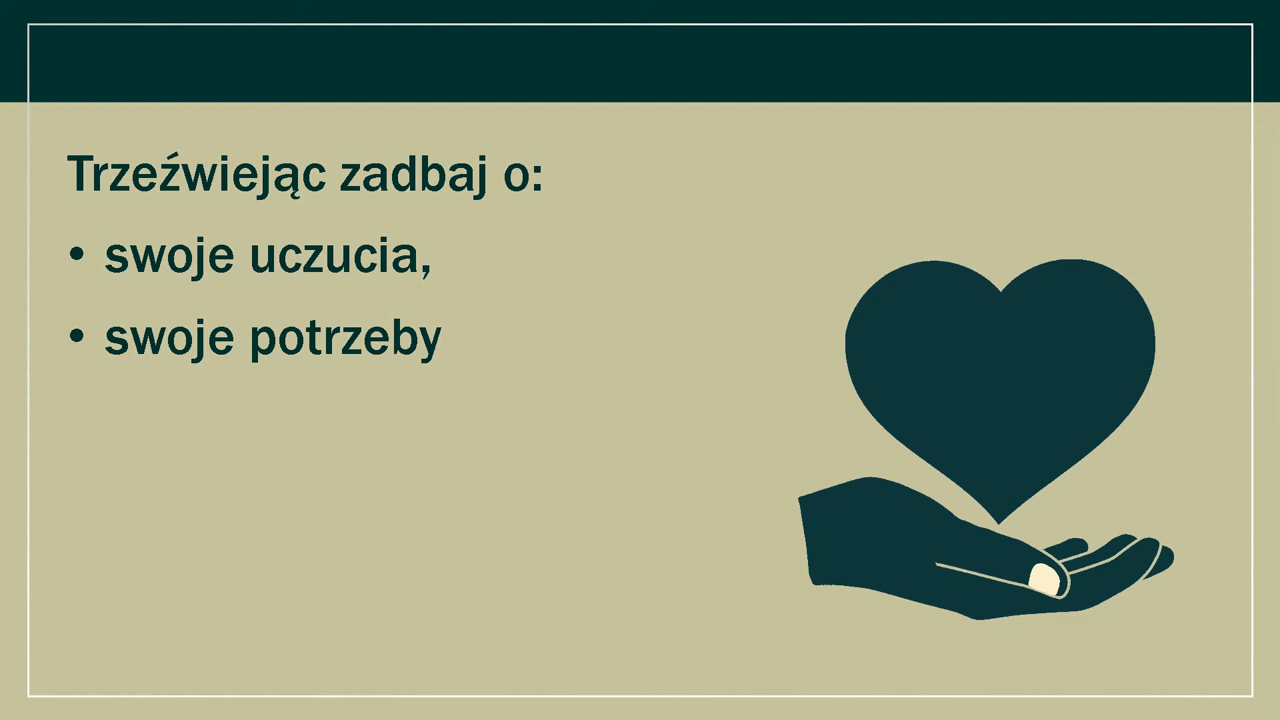 Trzeźwiejąc zadbaj o:
• swoje uczucia,
• swoje potrzeby